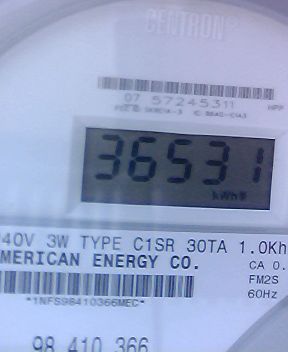 CENTRON®
07 57245311
36531
kWh
40V 3W TYPE C1SR 30TA 1.0Kh
MERICAN ENERGY CO.
CA 0.
FM2S
60Hz
*1NFS98410366MEC*
98 410 366